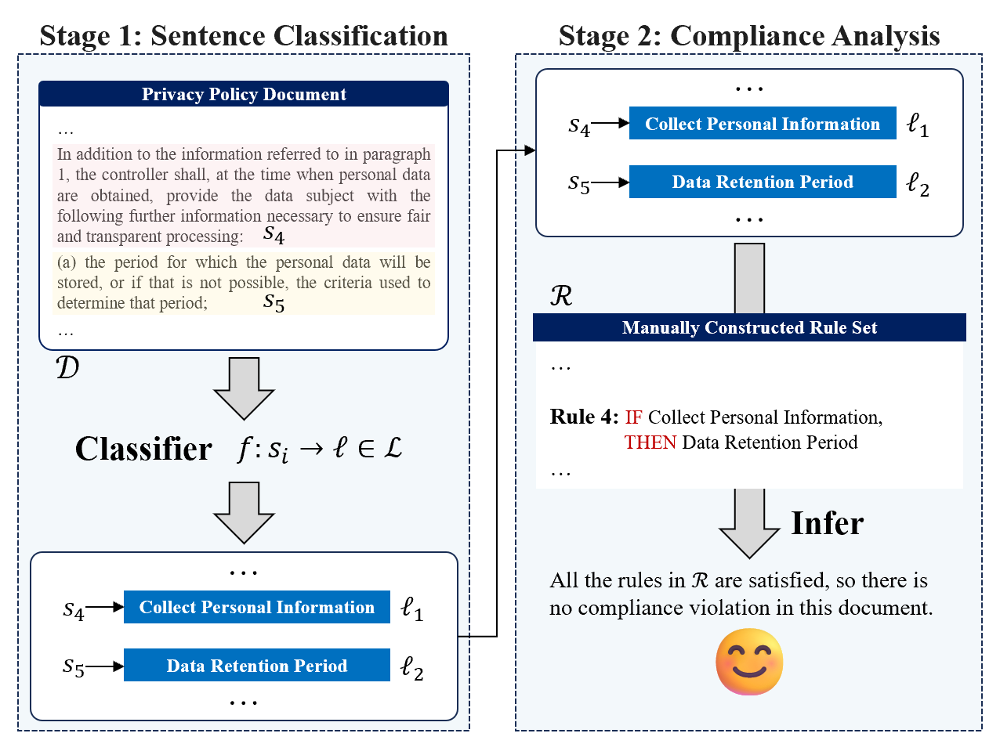 Stage 1: Sentence Classification
Privacy Policy Document
…
In addition to the information referred to in paragraph
1, the controller shall, at the time when personal data
are obtained, provide the data subject with the
following further information necessary to ensure fair
and transparent processing: s₄
(a) the period for which the personal data will be
stored, or if that is not possible, the criteria used to
determine that period; s₅
…
𝒟
Classifier f: sᵢ → ℓ ∈ ℒ
…
s₄ Collect Personal Information ℓ₁
s₅ Data Retention Period ℓ₂
…
Stage 2: Compliance Analysis
…
s₄ Collect Personal Information ℓ₁
s₅ Data Retention Period ℓ₂
…
ℛ
Manually Constructed Rule Set
…
Rule 4: IF Collect Personal Information,
THEN Data Retention Period
…
Infer
All the rules in ℛ are satisfied, so there is
no compliance violation in this document.